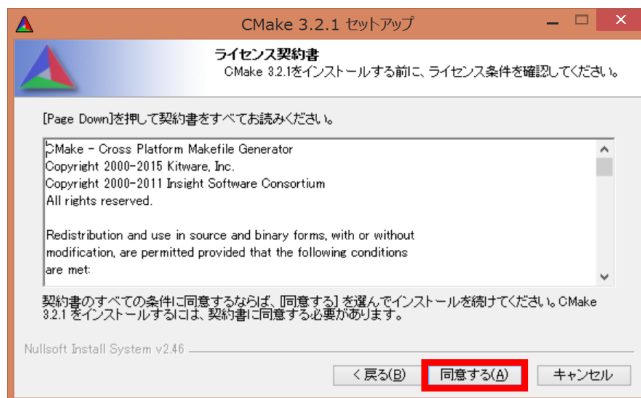 CMake 3.2.1 セットアップ
ライセンス契約書
CMake 3.2.1をインストールする前に、ライセンス条件を確認してください。
[Page Down]を押して契約書をすべてお読みください。
CMake - Cross Platform Makefile Generator
Copyright 2000-2015 Kitware, Inc.
Copyright 2000-2011 Insight Software Consortium
All rights reserved.
Redistribution and use in source and binary forms, with or without
modification, are permitted provided that the following conditions
are met:
契約書のすべての条件に同意するならば、[同意する] を選んでインストールを続けてください。CMake
3.2.1 をインストールするには、契約書に同意する必要があります。
Nullsoft Install System v2.46
< 戻る(B)
同意する(A)
キャンセル